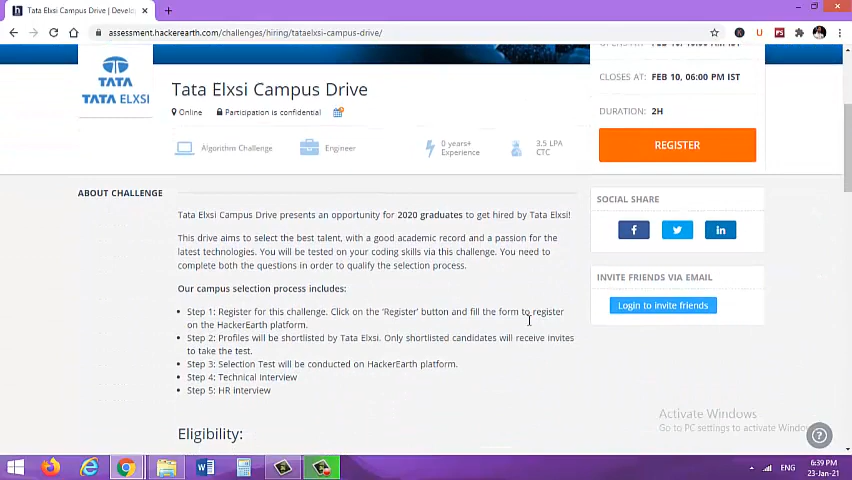 Tata Elxsi Campus Drive | Develo
assessment.hackerearth.com/challenges/hiring/tataelxsi-campus-drive/
TATA
TATA ELXSI
Tata Elxsi Campus Drive
Online
Participation is confidential
Algorithm Challenge
Engineer
0 years+
Experience
3.5 LPA
CTC
CLOSES AT: FEB 10, 06:00 PM IST
DURATION: 2H
REGISTER
ABOUT CHALLENGE
Tata Elxsi Campus Drive presents an opportunity for 2020 graduates to get hired by Tata Elxsi!
This drive aims to select the best talent, with a good academic record and a passion for the
latest technologies. You will be tested on your coding skills via this challenge. You need to
complete both the questions in order to qualify the selection process.
Our campus selection process includes:
Step 1: Register for this challenge. Click on the 'Register' button and fill the form to register
on the HackerEarth platform.
Step 2: Profiles will be shortlisted by Tata Elxsi. Only shortlisted candidates will receive invites
to take the test.
Step 3: Selection Test will be conducted on HackerEarth platform.
Step 4: Technical Interview
Step 5: HR interview
Eligibility:
SOCIAL SHARE
INVITE FRIENDS VIA EMAIL
Login to invite friends
Activate Windows
Go to PC settings to activate Windows
ENG
6:39 PM
23-Jan-21